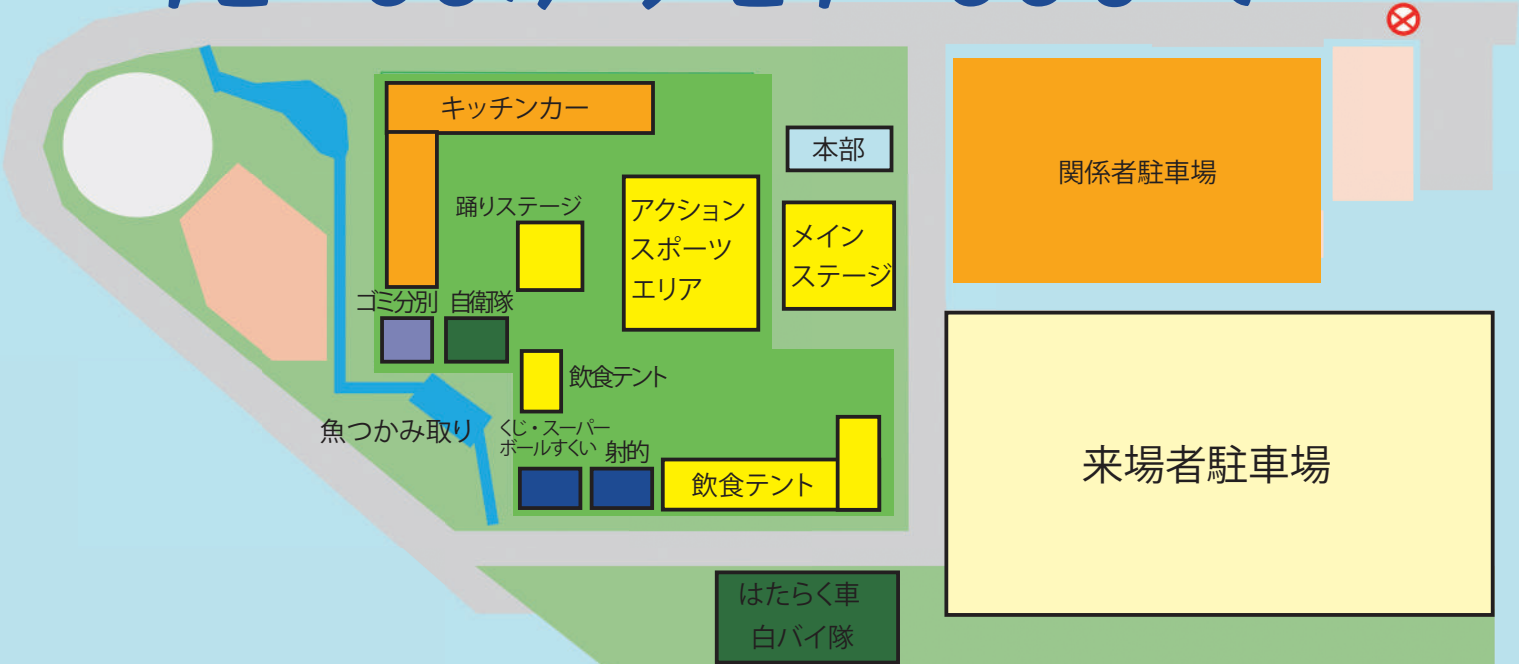 キッチンカー
本部
関係者駐車場
踊りステージ
アクション
スポーツ
エリア
メイン
ステージ
ゴミ分別
自衛隊
飲食テント
魚つかみ取り
くじ・スーパー
ボールすくい
射的
飲食テント
来場者駐車場
はたらく車
白バイ隊